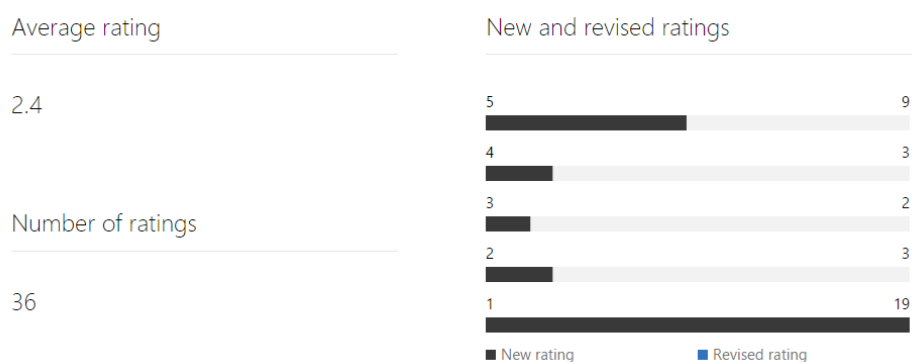 Average rating
2.4
Number of ratings
36
New and revised ratings
5 9
4 3
3 2
2 3
1 19
New rating Revised rating